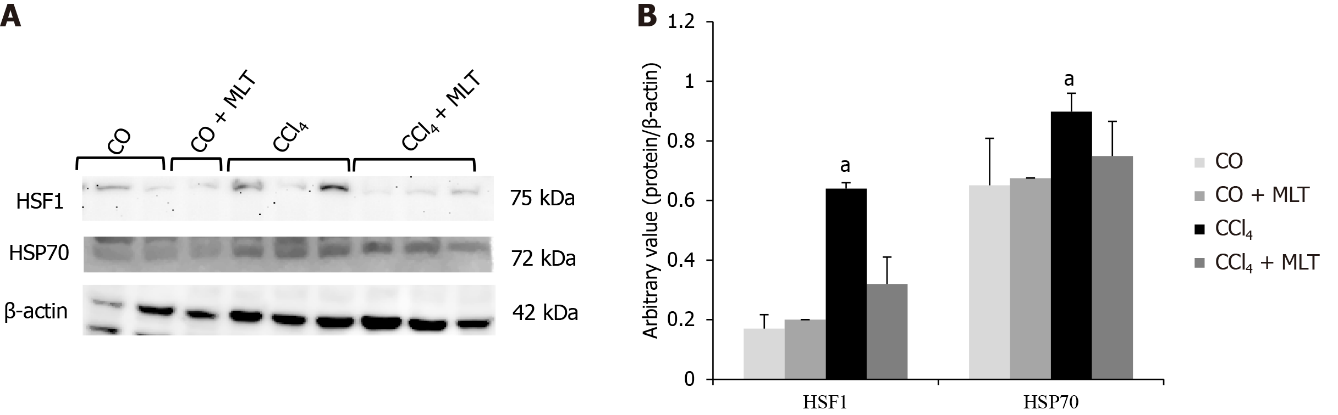 A
CO
CO + MLT
CCl₄
CCl₄ + MLT
HSF1
75 kDa
HSP70
72 kDa
β-actin
42 kDa
B
Arbitrary value (protein/β-actin)
1.2
1
0.8
0.6
0.4
0.2
0
a
a
HSF1
HSP70
CO
CO + MLT
CCl₄
CCl₄ + MLT